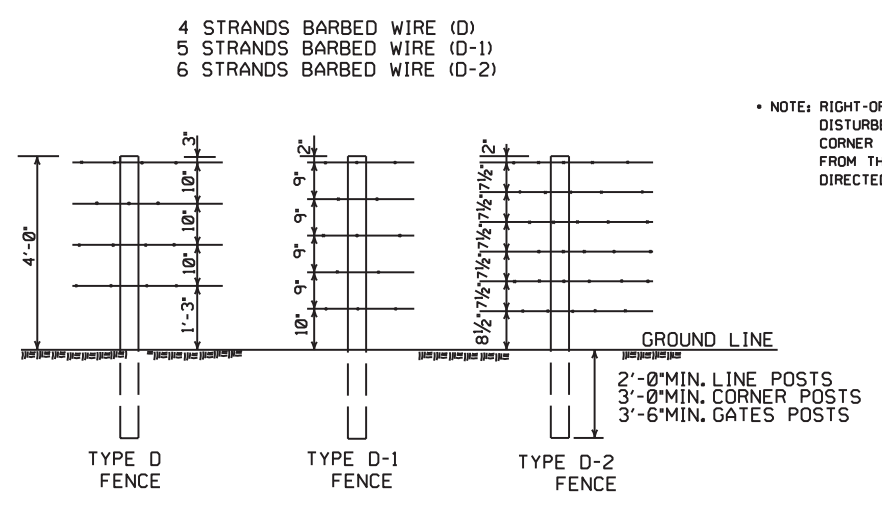 4 STRANDS BARBED WIRE (D)
5 STRANDS BARBED WIRE (D-1)
6 STRANDS BARBED WIRE (D-2)
• NOTE: RIGHT-OF
DISTURBE
CORNER
FROM TH
DIRECTED
4'-0"
3"
10"
10"
10"
1'-3"
2"
9"
9"
9"
9"
10"
2"
7½"
7½"
7½"
7½"
7½"
8½"
GROUND LINE
2'-0"MIN. LINE POSTS
3'-0"MIN. CORNER POSTS
3'-6"MIN. GATES POSTS
TYPE D
FENCE
TYPE D-1
FENCE
TYPE D-2
FENCE